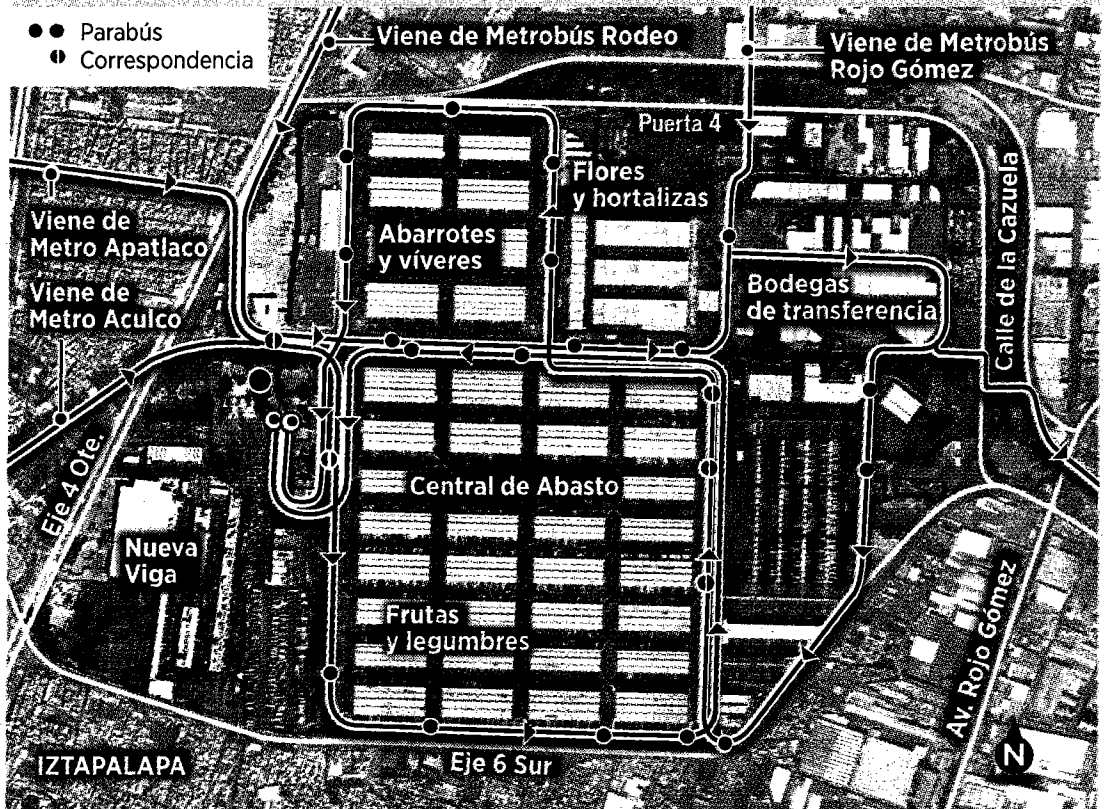 Parabús
Correspondencia
Viene de Metrobús Rodeo
Viene de Metrobús
Rojo Gómez
Puerta 4
Flores
y hortalizas
Viene de
Metro Apatlaco
Abarrotes
y víveres
Calle de la Cazuela
Bodegas
de transferencia
Viene de
Metro Aculco
Eje 4 Ote.
Central de Abasto
Nueva
Viga
Frutas
y legumbres
Av. Rojo Gómez
IZTAPALAPA
Eje 6 Sur
N